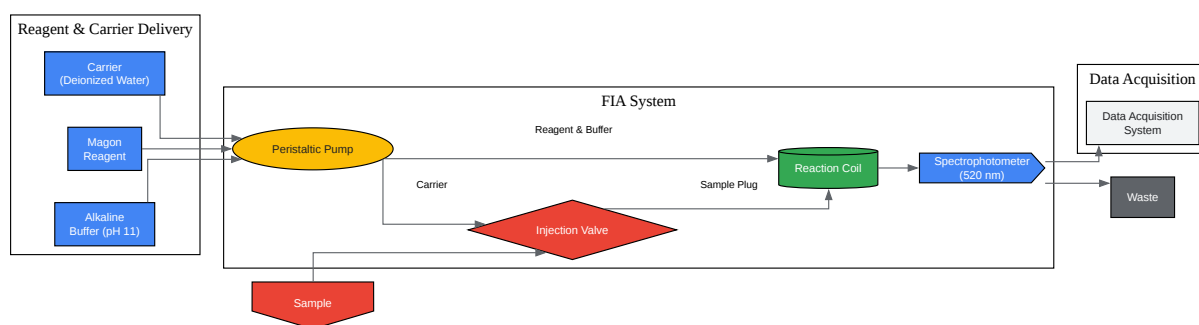 Reagent & Carrier Delivery
Carrier
(Deionized Water)
Magon
Reagent
Alkaline
Buffer (pH 11)
FIA System
Peristaltic Pump
Reagent & Buffer
Carrier
Sample Plug
Injection Valve
Reaction Coil
Spectrophotometer
(520 nm)
Sample
Data Acquisition
Data Acquisition
System
Waste